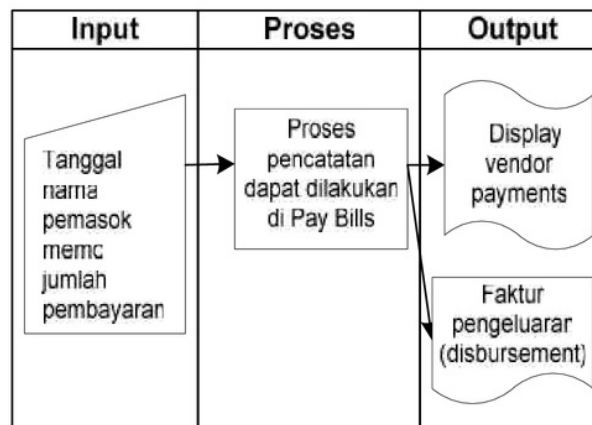 Input
Proses
Output
Tanggal
nama
pemasok
memo
jumlah
pembayaran
Proses
pencatatan
dapat dilakukan
di Pay Bills
Display
vendor
payments
Faktur
pengeluaran
(disbursement)